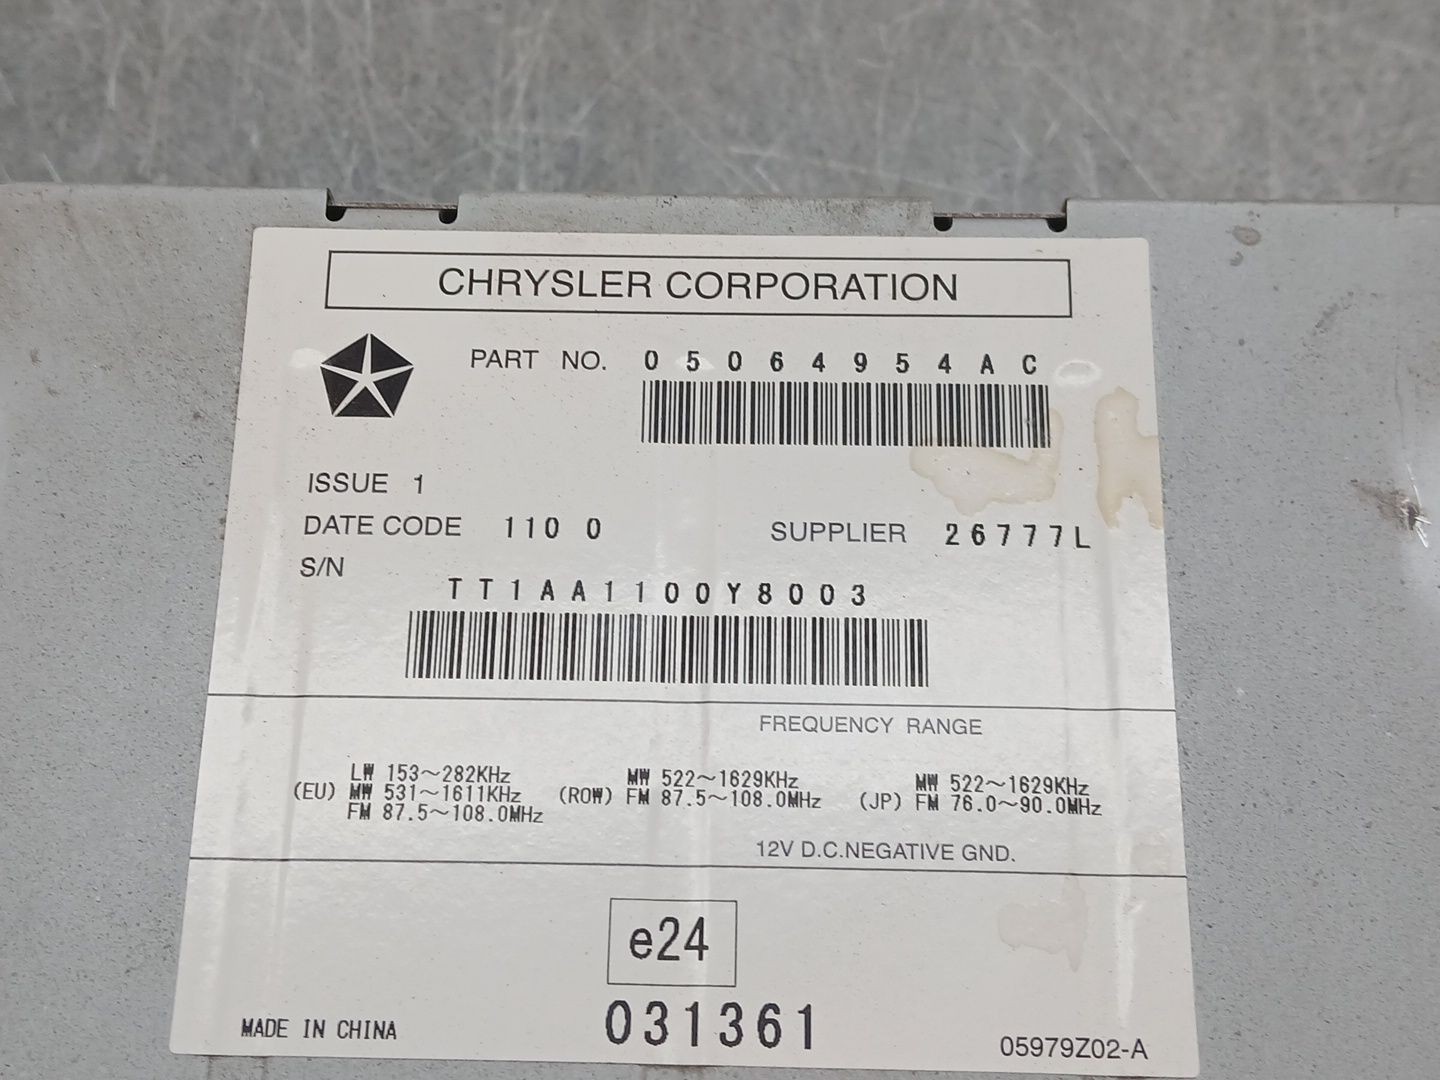 CHRYSLER CORPORATION
PART NO. 05064954AC
ISSUE 1
DATE CODE 1100 SUPPLIER 26777L
S/N
TT1AA1100Y8003
FREQUENCY RANGE
(EU) LW 153~282KHz
MW 531~1611KHz
FM 87.5~108.0MHz
(ROW) MW 522~1629KHz
FM 87.5~108.0MHz
(JP) MW 522~1629KHz
FM 76.0~90.0MHz
12V D.C.NEGATIVE GND.
e24
031361
MADE IN CHINA
05979Z02-A